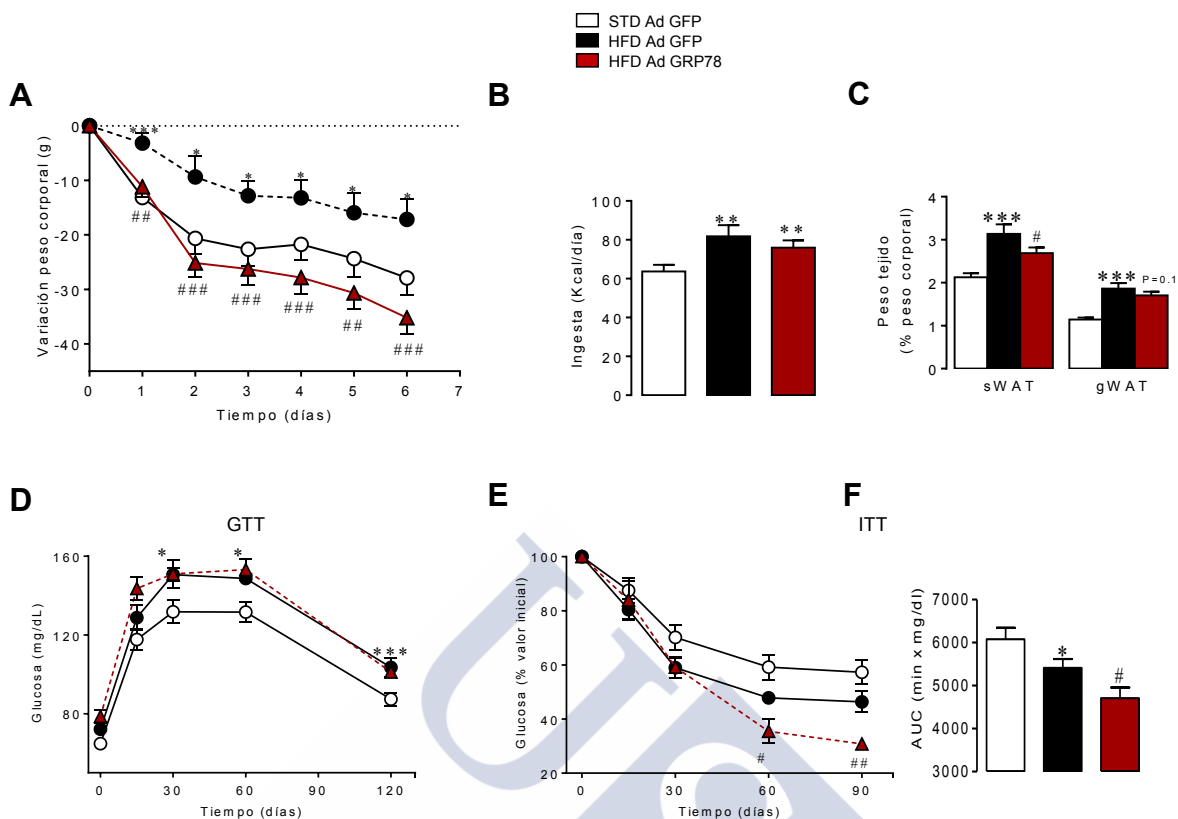 STD Ad GFP
HFD Ad GFP
HFD Ad GRP78
A
Variación peso corporal (g)
0
-10
-20
-30
-40
***
*
*
*
*
*
##
###
###
###
##
###
0 1 2 3 4 5 6 7
Tiempo (días)
B
Ingesta (Kcal/día)
100
80
60
40
20
0
**
**
C
Peso tejido
(% peso corporal)
4
3
2
1
0
***
#
***
P=0.1
sWAT
gWAT
D
GTT
Glucosa (mg/dL)
160
120
80
*
*
***
0 30 60 90 120
Tiempo (días)
E
ITT
Glucosa (% valor inicial)
100
80
60
40
20
#
##
0 30 60 90
Tiempo (días)
F
AUC (min x mg/dl)
7000
6000
5000
4000
3000
*
#